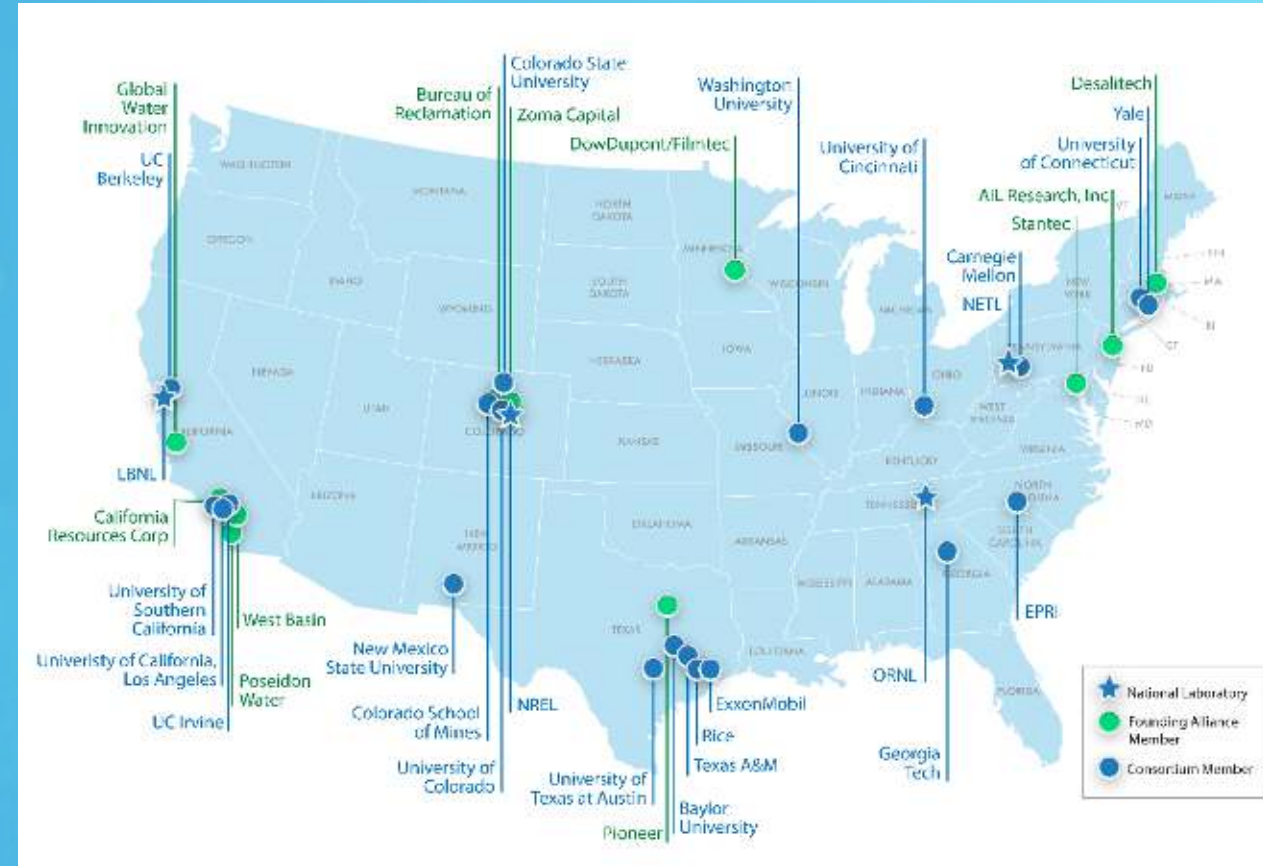 Global
Water
Innovation
UC
Berkeley
Bureau of
Reclamation
Colorado State
University
Zoma Capital
DowDupont/Filmtec
Washington
University
University of
Cincinnati
Desalitech
Yale
University
of Connecticut
AIL Research, Inc
Stantec
Carnegie
Mellon
NETL
WASHINGTON
OREGON
IDAHO
MONTANA
WYOMING
NORTH
DAKOTA
SOUTH
DAKOTA
MINNESOTA
WISCONSIN
MICHIGAN
NEW
YORK
VT
MAINE
NH
MA
RI
CT
NJ
DE
MD
NEVADA
UTAH
COLORADO
CALIFORNIA
NEBRASKA
IOWA
KANSAS
MISSOURI
ILLINOIS
INDIANA
OHIO
PENNSYLVANIA
WEST
VIRGINIA
VIRGINIA
KENTUCKY
TENNESSEE
NORTH
CAROLINA
SOUTH
CAROLINA
ARIZONA
NEW
MEXICO
OKLAHOMA
ARKANSAS
MISSISSIPPI
ALABAMA
GEORGIA
TEXAS
LOUISIANA
FLORIDA
LBNL
California
Resources Corp
University of
Southern
California
West Basin
Univeristy of California,
Los Angeles
Poseidon
Water
UC Irvine
New Mexico
State University
Colorado School
of Mines
NREL
University of
Colorado
University of
Texas at Austin
Pioneer
Baylor
University
Texas A&M
Rice
ExxonMobil
ORNL
Georgia
Tech
EPRI
National Laboratory
Founding Alliance
Member
Consortium Member